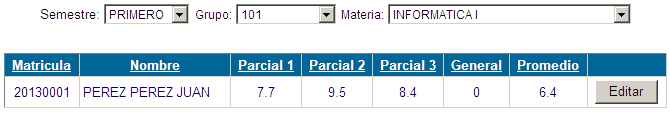 Semestre: PRIMERO Grupo: 101 Materia: INFORMATICA I
Matricula Nombre Parcial 1 Parcial 2 Parcial 3 General Promedio
20130001 PEREZ PEREZ JUAN 7.7 9.5 8.4 0 6.4 Editar